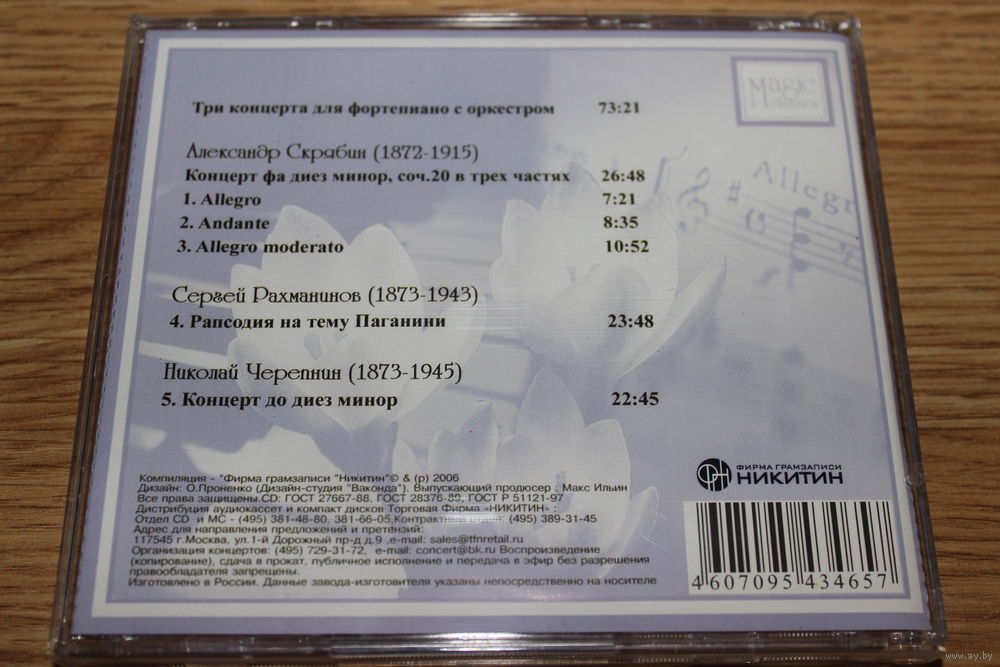 Magic
classics
Три концерта для фортепиано с оркестром 73:21
Александр Скрябин (1872-1915)
Концерт фа диез минор, соч.20 в трех частях 26:48
1. Allegro 7:21
2. Andante 8:35
3. Allegro moderato 10:52
Allegr
Сергей Рахманинов (1873-1943)
4. Рапсодия на тему Паганини 23:48
Николай Черепнин (1873-1945)
5. Концерт до диез минор 22:45
Компиляция - "Фирма грамзаписи "Никитин"© & (p) 2006
Дизайн: О.Проненко (Дизайн-студия "Ваконда"). Выпускающий продюсер : Макс Ильин
Все права защищены.CD: ГОСТ 27667-88, ГОСТ 28376-89, ГОСТ Р 51121-97
Дистрибуция аудиокассет и компакт дисков Торговая Фирма «НИКИТИН» :
Отдел CD и МС - (495) 381-48-80, 381-66-05,Контрактный отдел: (495) 389-31-45
Адрес для направления предложений и претензий:
117545 г.Москва, ул.1-й Дорожный пр-д д.9 ,e-mail: sales@tfnretail.ru
Организация концертов: (495) 729-31-72, e-mail: concert@bk.ru Воспроизведение
(копирование), сдача в прокат, публичное исполнение и передача в эфир без разрешения
правообладателя запрещены.
Изготовлено в России. Данные завода-изготовителя указаны непосредственно на носителе
ФИРМА ГРАМЗАПИСИ
НИКИТИН
4 607095 434657
www.ay.by